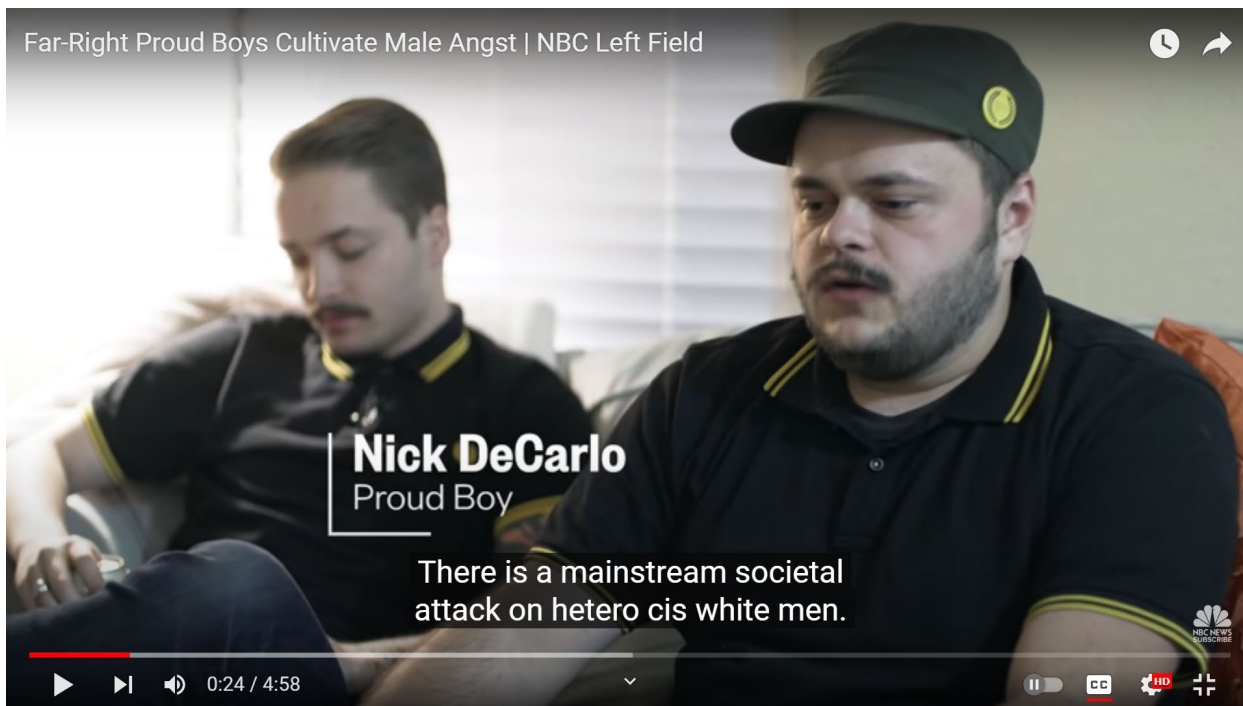 Far-Right Proud Boys Cultivate Male Angst | NBC Left Field
Nick DeCarlo
Proud Boy
There is a mainstream societal
attack on hetero cis white men.
NBC NEWS
SUBSCRIBE
0:24 / 4:58
CC
HD